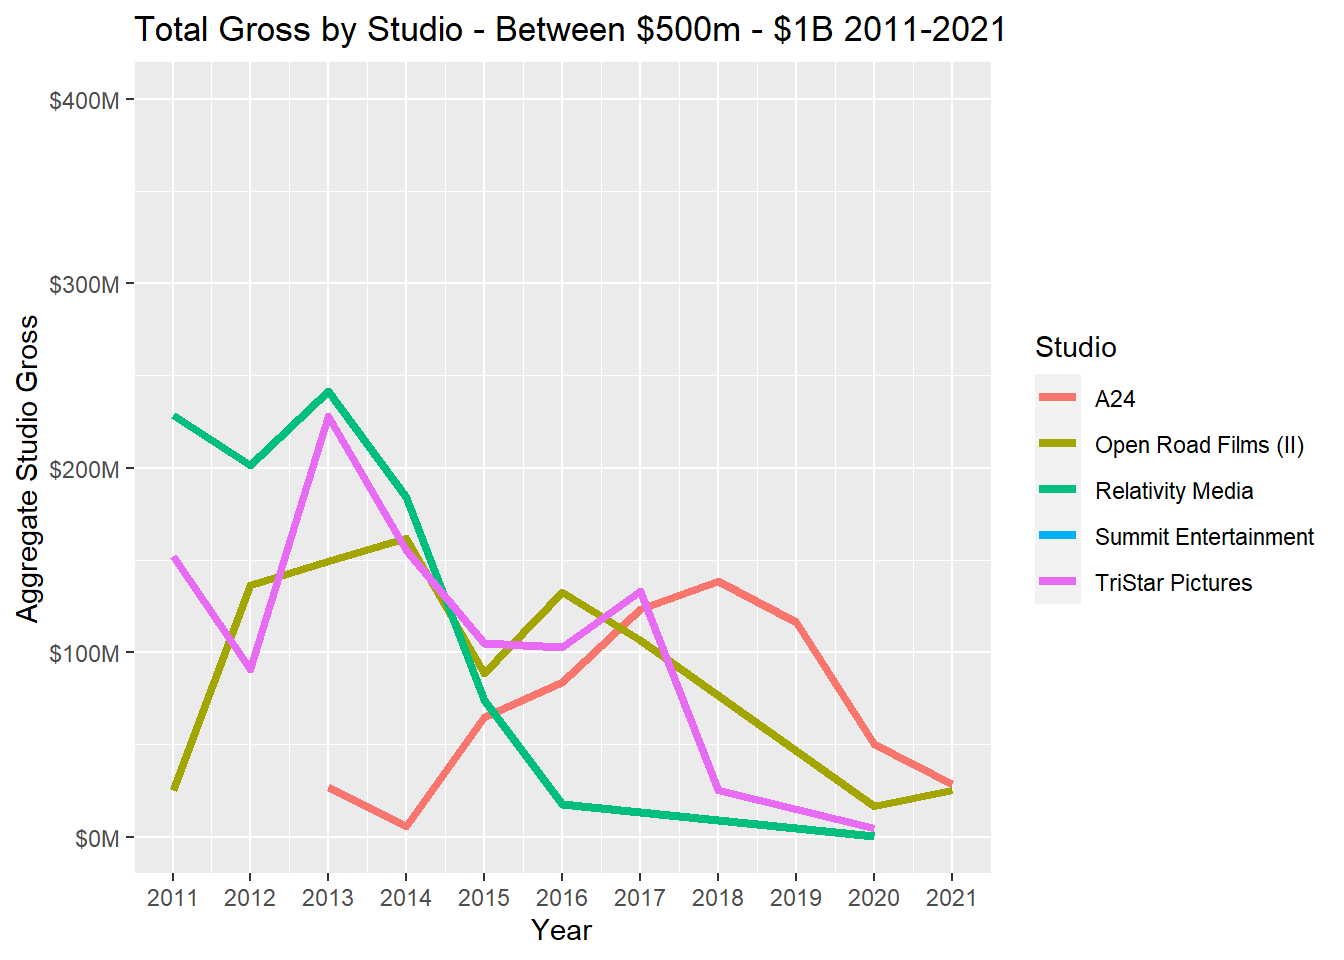 Total Gross by Studio - Between $500m - $1B 2011-2021
$400M
$300M
$200M
$100M
$0M
Aggregate Studio Gross
2011 2012 2013 2014 2015 2016 2017 2018 2019 2020 2021
Year
Studio
A24
Open Road Films (II)
Relativity Media
Summit Entertainment
TriStar Pictures